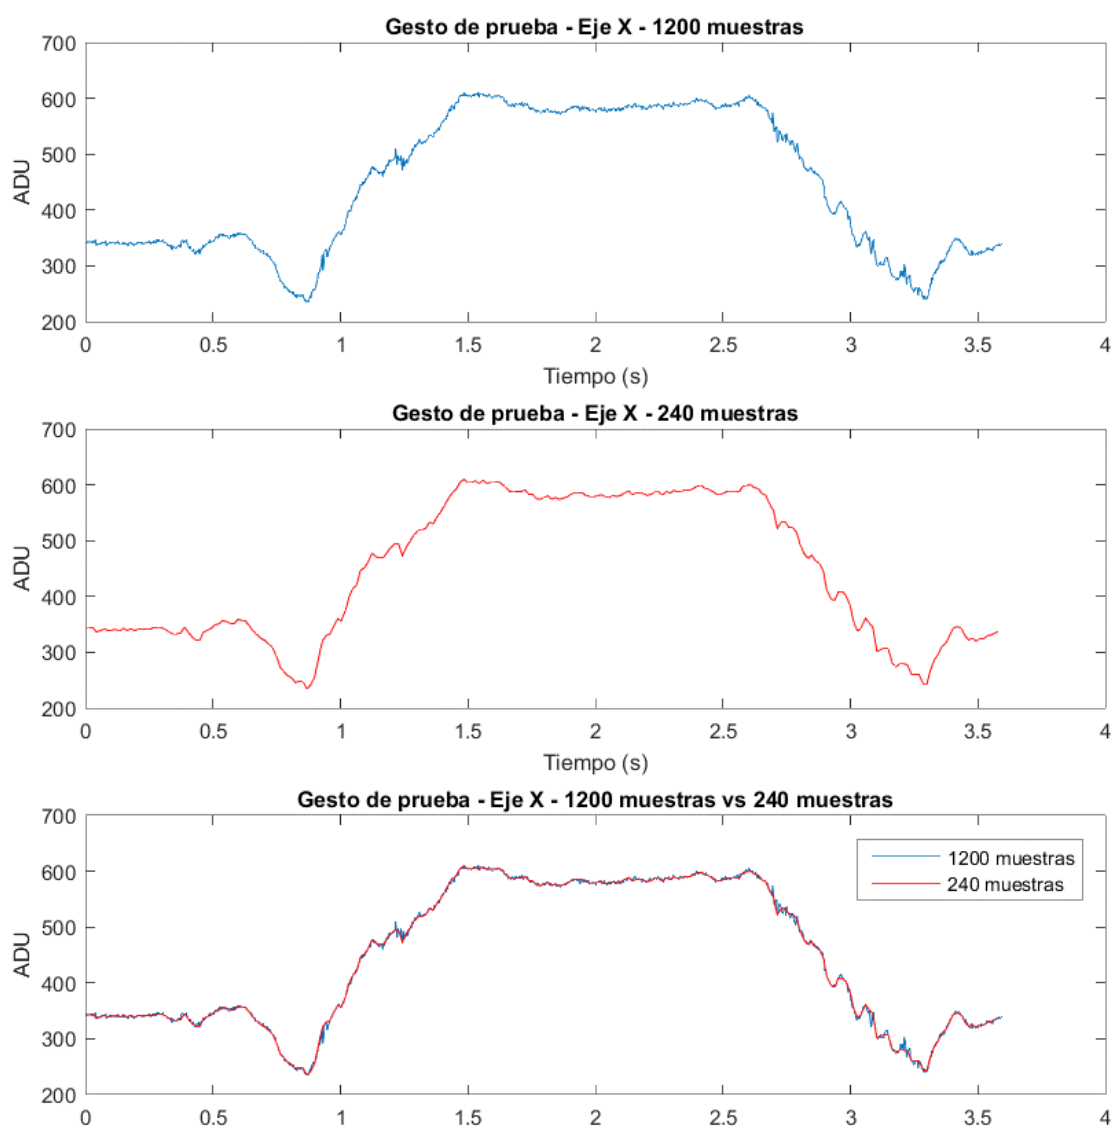 Gesto de prueba - Eje X - 1200 muestras
700
600
500
400
300
200
ADU
0 0.5 1 1.5 2 2.5 3 3.5 4
Tiempo (s)
Gesto de prueba - Eje X - 240 muestras
700
600
500
400
300
200
ADU
0 0.5 1 1.5 2 2.5 3 3.5 4
Tiempo (s)
Gesto de prueba - Eje X - 1200 muestras vs 240 muestras
700
600
500
400
300
200
ADU
1200 muestras
240 muestras
0 0.5 1 1.5 2 2.5 3 3.5 4